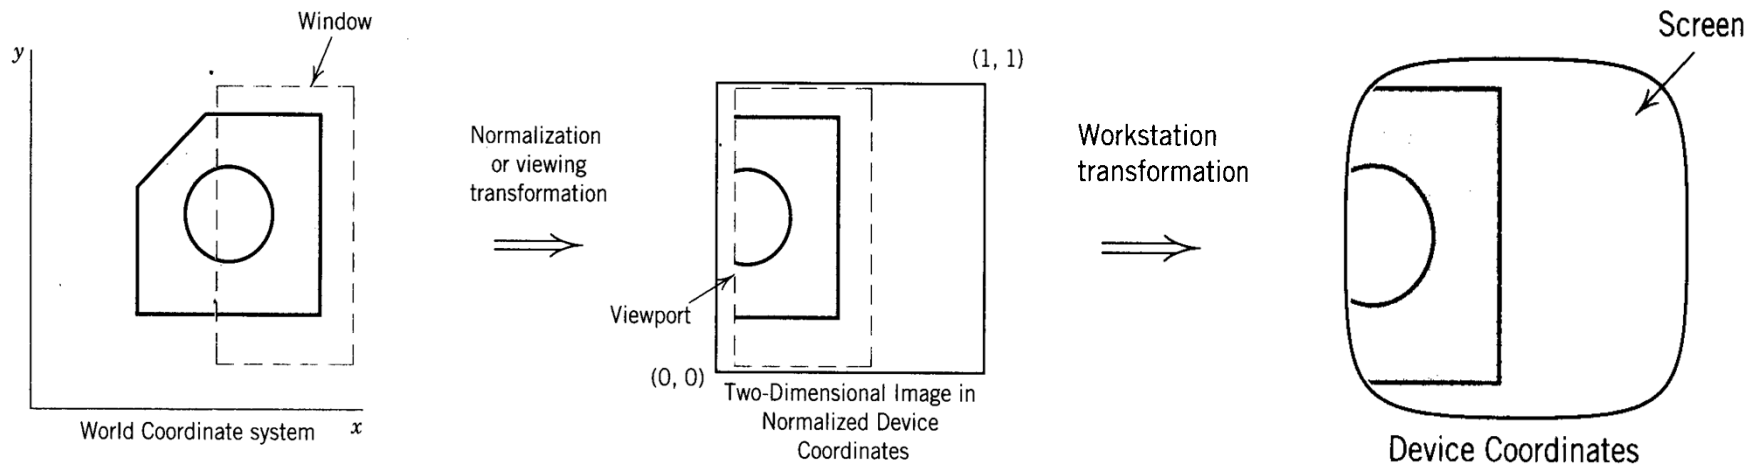 Window
y
World Coordinate system
x
Normalization
or viewing
transformation
(1, 1)
Viewport
(0, 0)
Two-Dimensional Image in
Normalized Device
Coordinates
Workstation
transformation
Screen
Device Coordinates